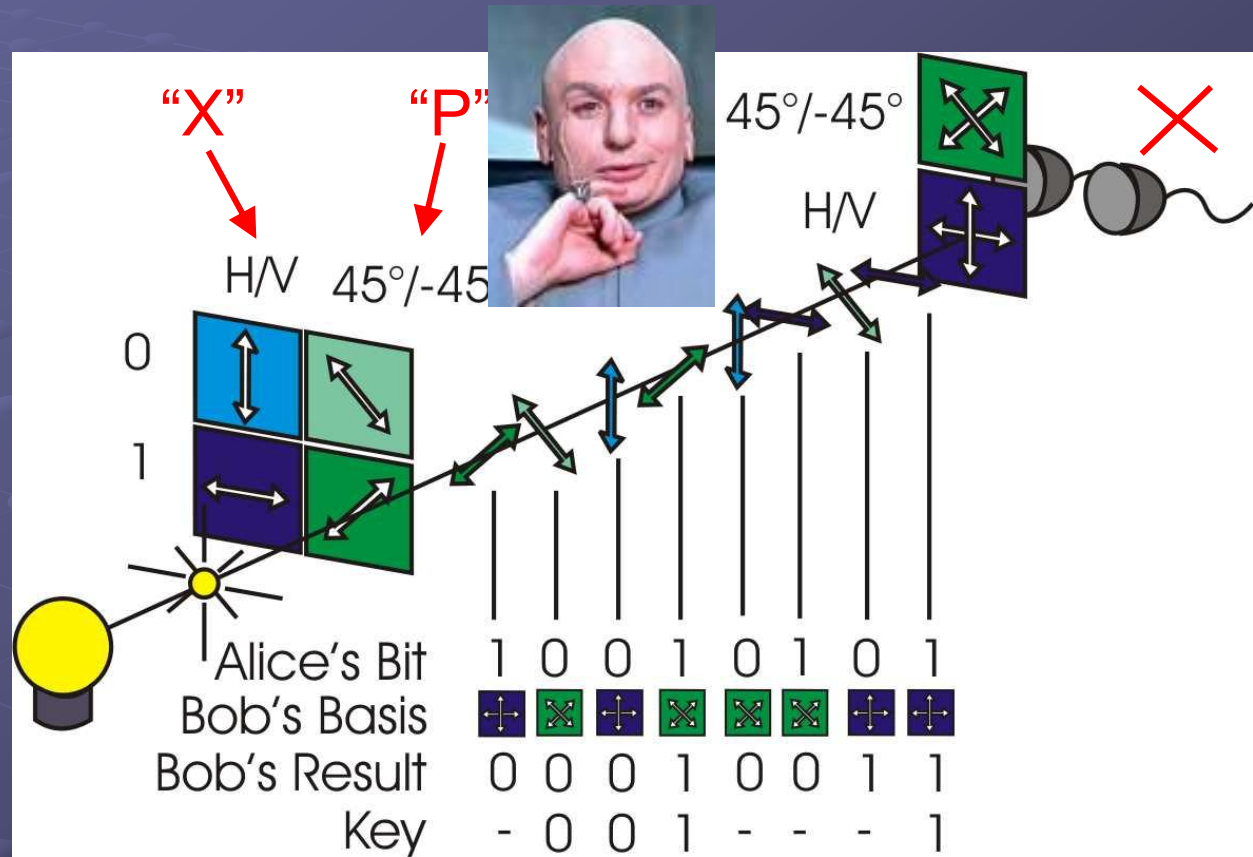 “X” “P”
45°/-45°
H/V
H/V 45°/-45
0
1
Alice‘s Bit 1 0 0 1 0 1 0 1
Bob‘s Basis
Bob‘s Result 0 0 0 1 0 0 1 1
Key - 0 0 1 - - - 1